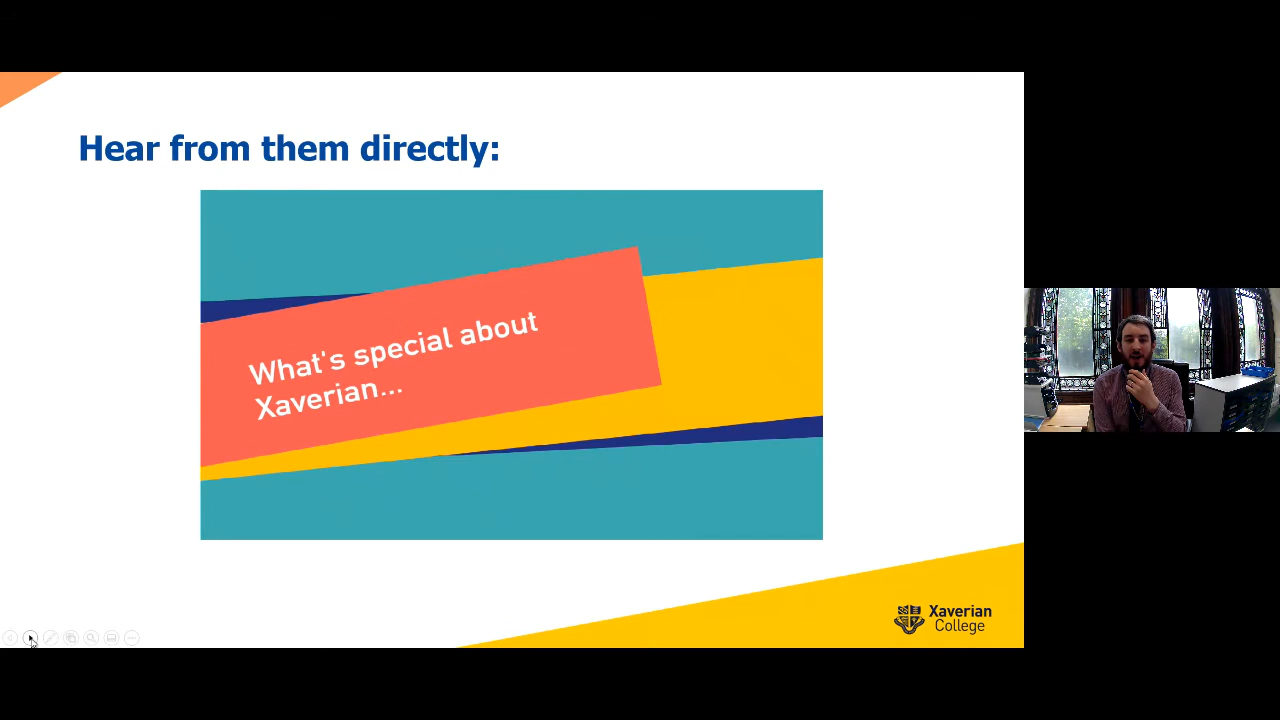 Hear from them directly:
What's special about
Xaverian...
Xaverian
College